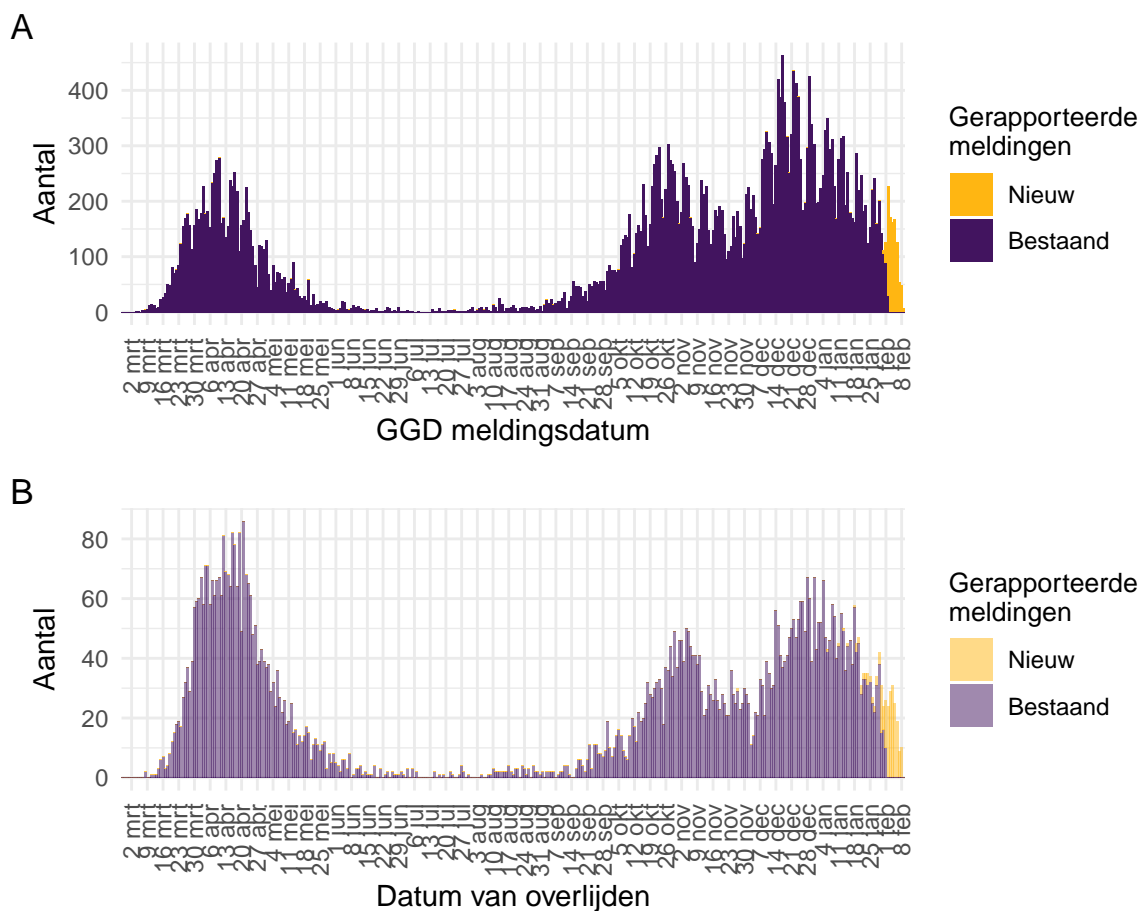 A
Aantal
400
300
200
100
0
2 mrt
9 mrt
16 mrt
23 mrt
30 mrt
6 apr
13 apr
20 apr
27 apr
4 mei
11 mei
18 mei
25 mei
1 jun
8 jun
15 jun
22 jun
29 jun
6 jul
13 jul
20 jul
27 jul
3 aug
10 aug
17 aug
24 aug
31 aug
7 sep
14 sep
21 sep
28 sep
5 okt
12 okt
19 okt
26 okt
2 nov
9 nov
16 nov
23 nov
30 nov
7 dec
14 dec
21 dec
28 dec
4 jan
11 jan
18 jan
25 jan
1 feb
8 feb
GGD meldingsdatum
Gerapporteerde
meldingen
Nieuw
Bestaand
B
Aantal
80
60
40
20
0
2 mrt
9 mrt
16 mrt
23 mrt
30 mrt
6 apr
13 apr
20 apr
27 apr
4 mei
11 mei
18 mei
25 mei
1 jun
8 jun
15 jun
22 jun
29 jun
6 jul
13 jul
20 jul
27 jul
3 aug
10 aug
17 aug
24 aug
31 aug
7 sep
14 sep
21 sep
28 sep
5 okt
12 okt
19 okt
26 okt
2 nov
9 nov
16 nov
23 nov
30 nov
7 dec
14 dec
21 dec
28 dec
4 jan
11 jan
18 jan
25 jan
1 feb
8 feb
Datum van overlijden
Gerapporteerde
meldingen
Nieuw
Bestaand